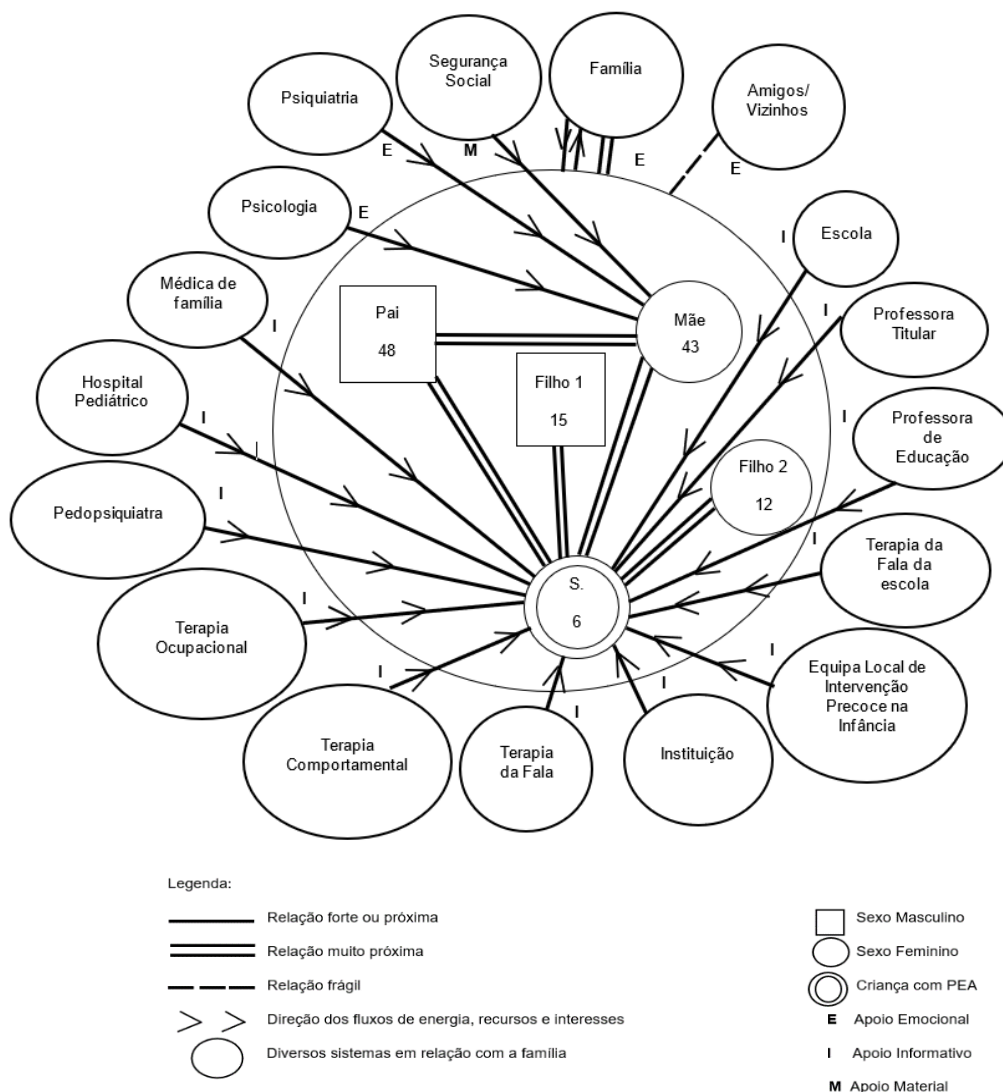 Psiquiatria
Segurança
Social
Família
Amigos/
Vizinhos
E
M
E
E
Psicologia
E
Escola
I
Médica de
família
I
Pai
48
Mãe
43
Professora
Titular
I
Hospital
Pediátrico
I
Filho 1
15
Professora
de
Educação
I
Filho 2
12
Pedopsiquiatra
I
Terapia da
Fala da
escola
I
S.
6
Terapia
Ocupacional
I
Equipa Local de
Intervenção
Precoce na
Infância
I
Terapia
Comportamental
I
Terapia
da Fala
I
Instituição
I
Legenda:
Relação forte ou próxima
Relação muito próxima
Relação frágil
Direção dos fluxos de energia, recursos e interesses
Diversos sistemas em relação com a família
Sexo Masculino
Sexo Feminino
Criança com PEA
E Apoio Emocional
I Apoio Informativo
M Apoio Material